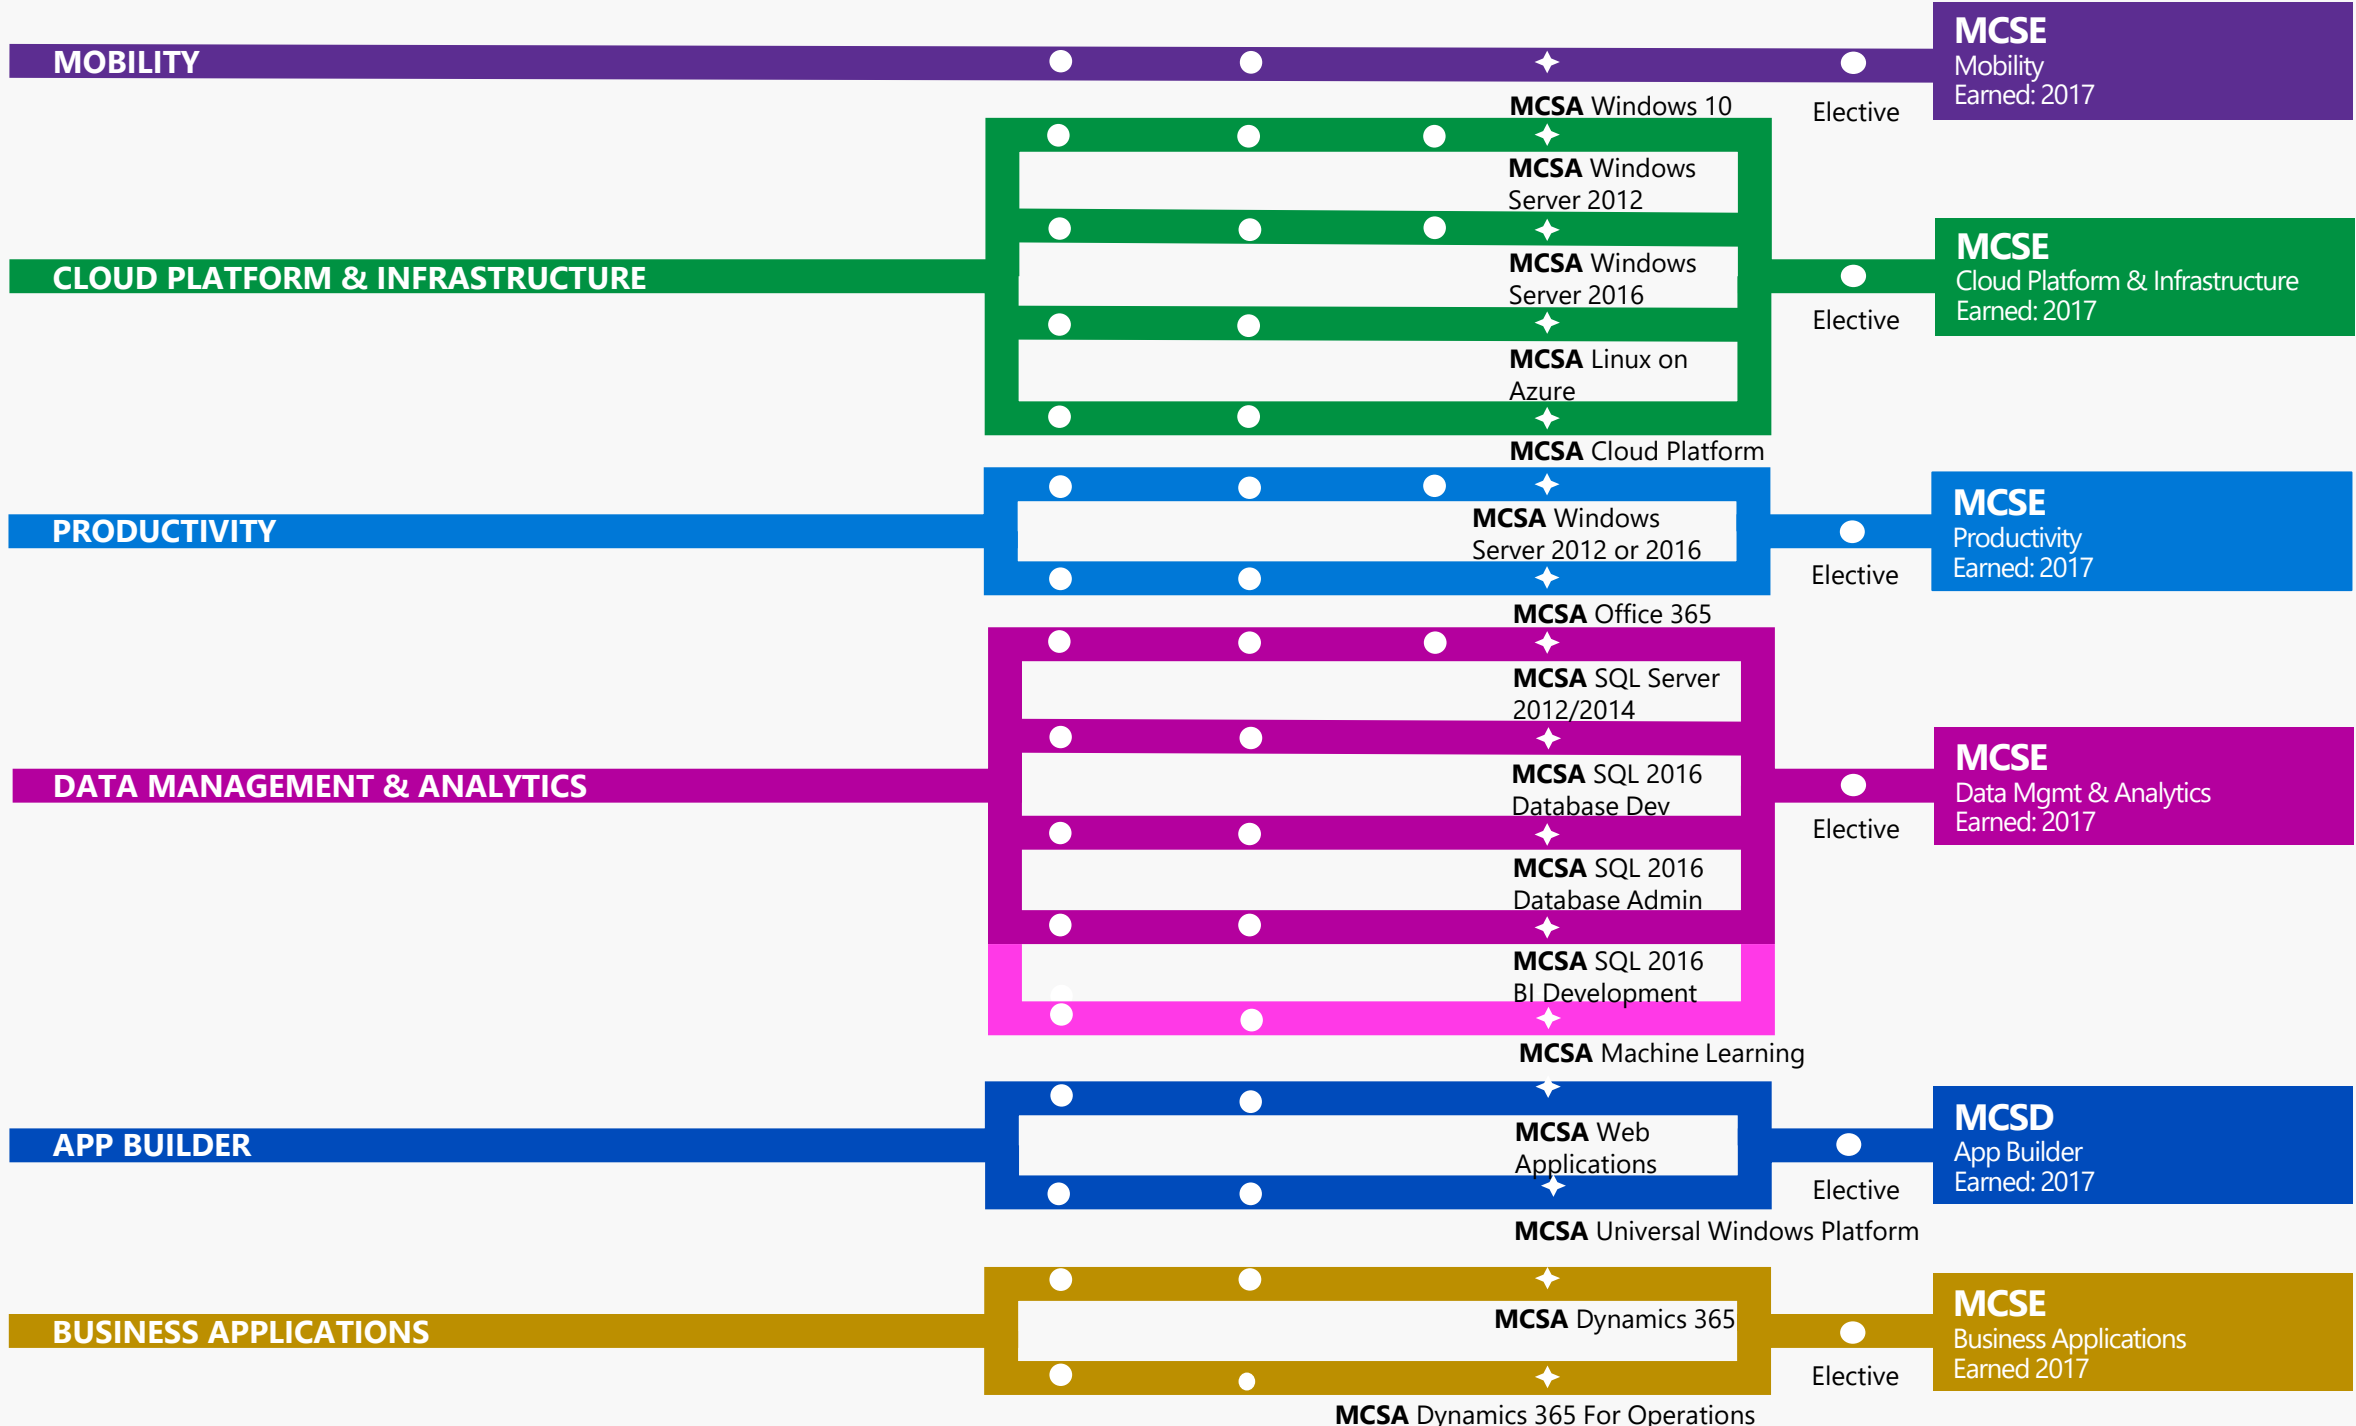 MOBILITY
MCSE
Mobility
Earned: 2017
MCSA Windows 10
Elective
MCSA Windows
Server 2012
CLOUD PLATFORM & INFRASTRUCTURE
MCSA Windows
Server 2016
MCSE
Cloud Platform & Infrastructure
Earned: 2017
Elective
MCSA Linux on
Azure
MCSA Cloud Platform
PRODUCTIVITY
MCSA Windows
Server 2012 or 2016
MCSE
Productivity
Earned: 2017
Elective
MCSA Office 365
MCSA SQL Server
2012/2014
DATA MANAGEMENT & ANALYTICS
MCSA SQL 2016
Database Dev
MCSE
Data Mgmt & Analytics
Earned: 2017
Elective
MCSA SQL 2016
Database Admin
MCSA SQL 2016
BI Development
MCSA Machine Learning
APP BUILDER
MCSA Web
Applications
MCSD
App Builder
Earned: 2017
Elective
MCSA Universal Windows Platform
BUSINESS APPLICATIONS
MCSA Dynamics 365
MCSE
Business Applications
Earned 2017
Elective
MCSA Dynamics 365 For Operations